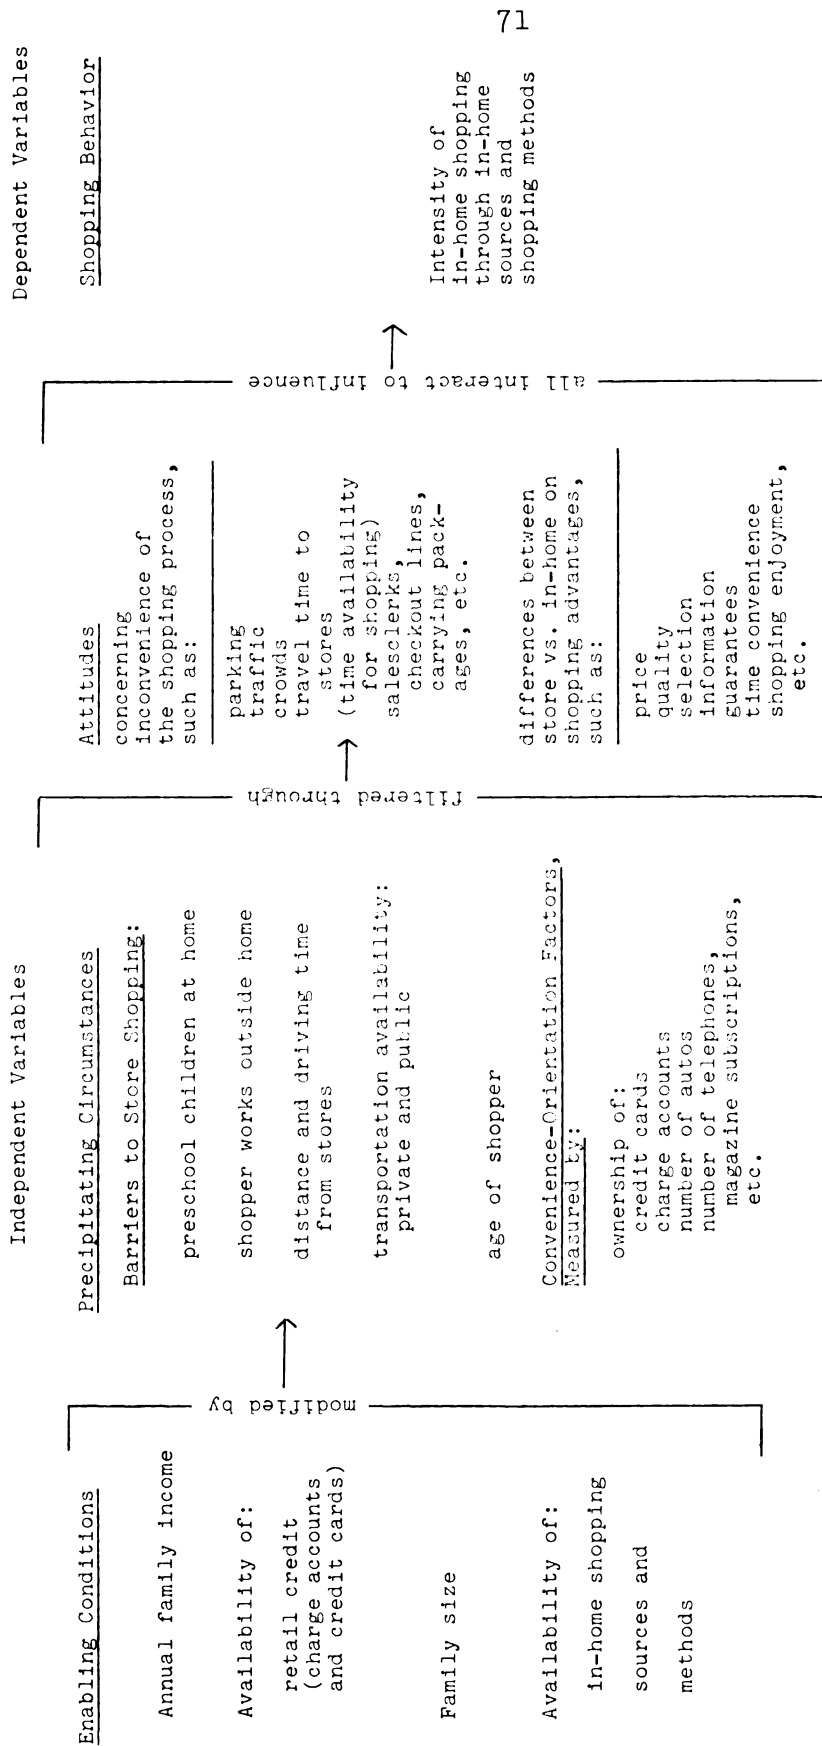 71
Independent Variables
Dependent Variables
Enabling Conditions
Annual family income
Availability of:
retail credit
(charge accounts
and credit cards)
Family size
Availability of:
in-home shopping
sources and
methods
modified by
Precipitating Circumstances
Barriers to Store Shopping:
preschool children at home
shopper works outside home
distance and driving time
from stores
transportation availability:
private and public
age of shopper
Convenience-Orientation Factors,
Measured by:
ownership of:
credit cards
charge accounts
number of autos
number of telephones,
magazine subscriptions,
etc.
filtered through
Attitudes
concerning
inconvenience of
the shopping process,
such as:
parking
traffic
crowds
travel time to
stores
(time availability
for shopping)
salesclerks,
checkout lines,
carrying pack-
ages, etc.
differences between
store vs. in-home on
shopping advantages,
such as:
price
quality
selection
information
guarantees
time convenience
shopping enjoyment,
etc.
all interact to influence
Shopping Behavior
Intensity of
in-home shopping
through in-home
sources and
shopping methods